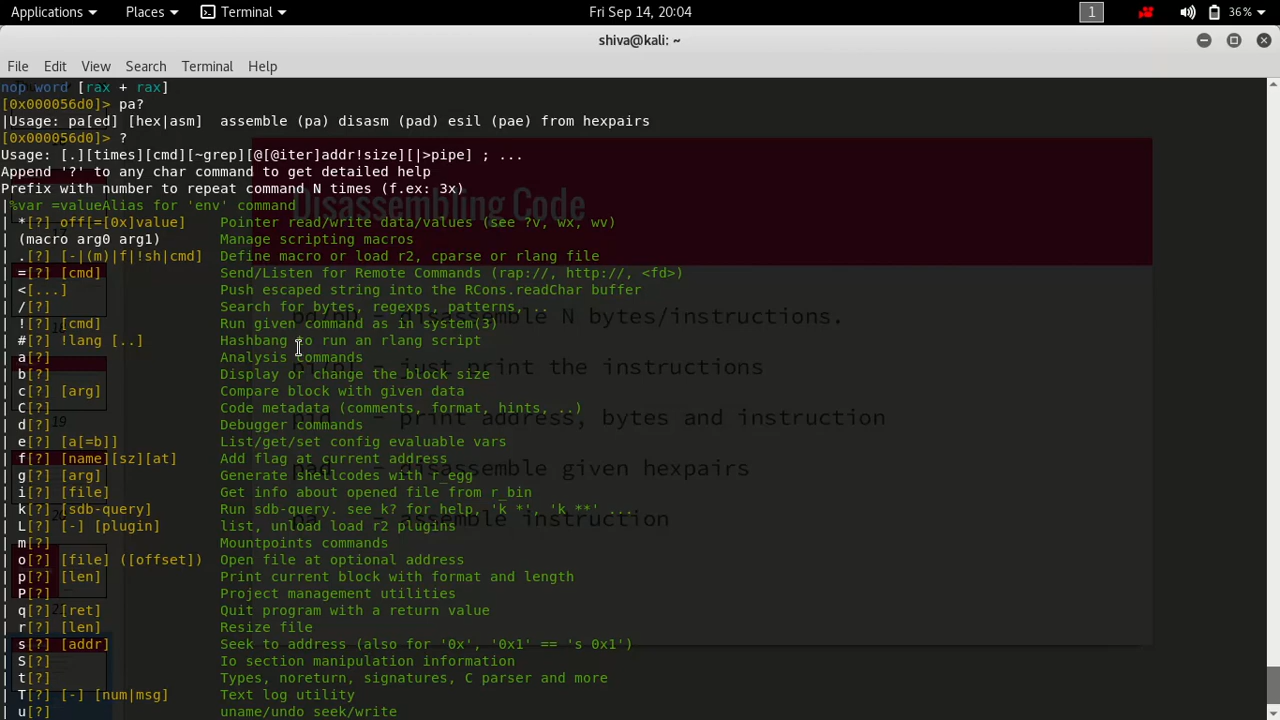 Applications Places Terminal Fri Sep 14, 20:04 1 36%
shiva@kali: ~
File Edit View Search Terminal Help
nop word [rax + rax]
[0x000056d0]> pa?
|Usage: pa[ed] [hex|asm]  assemble (pa) disasm (pad) esil (pae) from hexpairs
[0x000056d0]> ?
Usage: [.][times][cmd][~grep][@[@iter]addr!size][|>pipe] ; ...
Append '?' to any char command to get detailed help
Prefix with number to repeat command N times (f.ex: 3x)
|%var =valueAlias for 'env' command
| *[?] off[=[0x]value]    Pointer read/write data/values (see ?v, wx, wv)
| (macro arg0 arg1)       Manage scripting macros
| .[?] [-|(m)|f|!sh|cmd]  Define macro or load r2, cparse or rlang file
| =[?] [cmd]              Send/Listen for Remote Commands (rap://, http://, <fd>)
| <[...]                  Push escaped string into the RCons.readChar buffer
| /[?]                    Search for bytes, regexps, patterns, ..
| ![?] [cmd]              Run given command as in system(3)
| #[?] !lang [..]         Hashbang to run an rlang script
| a[?]                    Analysis commands
| b[?]                    Display or change the block size
| c[?] [arg]              Compare block with given data
| C[?]                    Code metadata (comments, format, hints, ..)
| d[?]                    Debugger commands
| e[?] [a[=b]]            List/get/set config evaluable vars
| f[?] [name][sz][at]     Add flag at current address
| g[?] [arg]              Generate shellcodes with r_egg
| i[?] [file]             Get info about opened file from r_bin
| k[?] [sdb-query]        Run sdb-query. see k? for help, 'k *', 'k **' ...
| L[?] [-] [plugin]       list, unload load r2 plugins
| m[?]                    Mountpoints commands
| o[?] [file] ([offset])  Open file at optional address
| p[?] [len]              Print current block with format and length
| P[?]                    Project management utilities
| q[?] [ret]              Quit program with a return value
| r[?] [len]              Resize file
| s[?] [addr]             Seek to address (also for '0x', '0x1' == 's 0x1')
| S[?]                    Io section manipulation information
| t[?]                    Types, noreturn, signatures, C parser and more
| T[?] [-] [num|msg]      Text log utility
| u[?]                    uname/undo seek/write
Disassembling Code
disassemble N bytes/instructions.
- just print the instructions
- print address, bytes and instruction
pad - disassemble given hexpairs
- assemble instruction
19